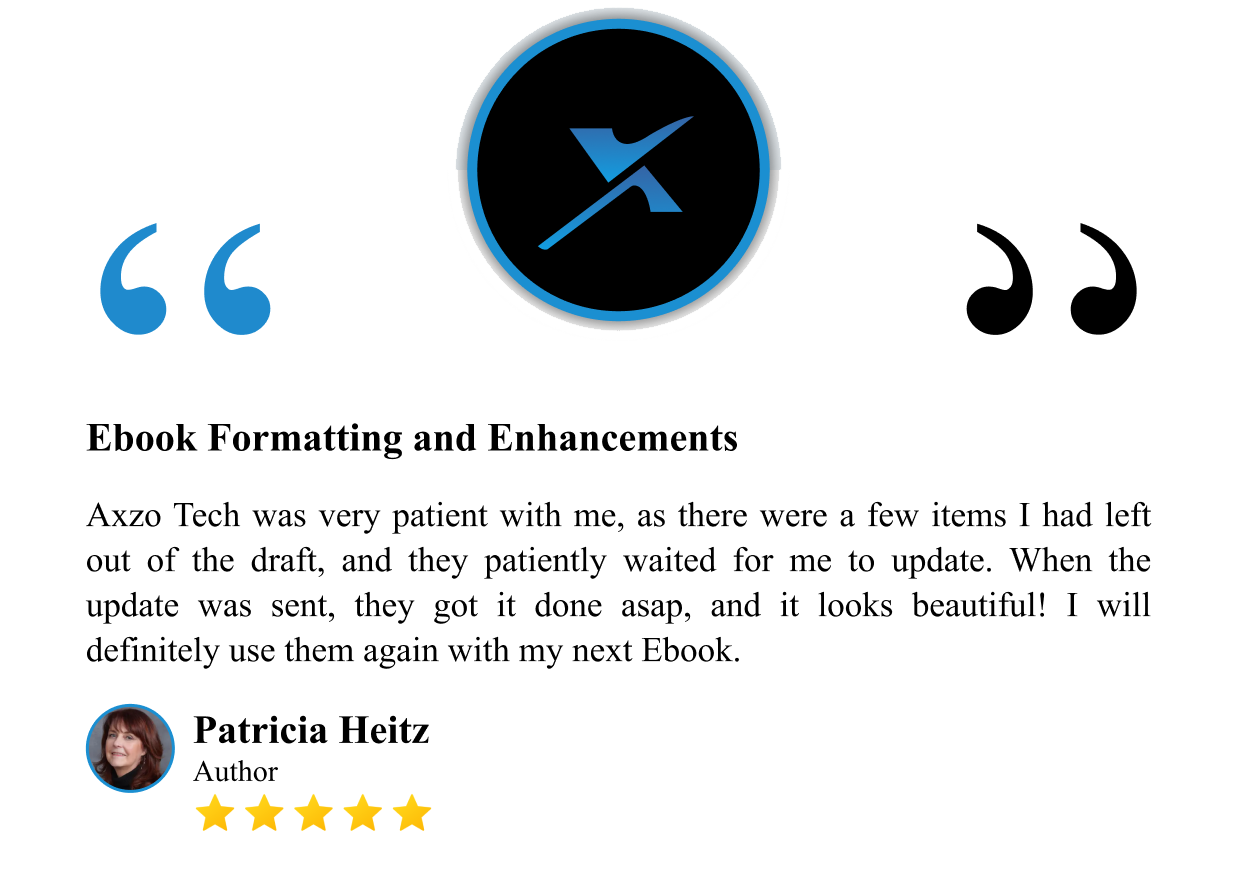 “ ”
Ebook Formatting and Enhancements
Axzo Tech was very patient with me, as there were a few items I had left
out of the draft, and they patiently waited for me to update. When the
update was sent, they got it done asap, and it looks beautiful! I will
definitely use them again with my next Ebook.
Patricia Heitz
Author